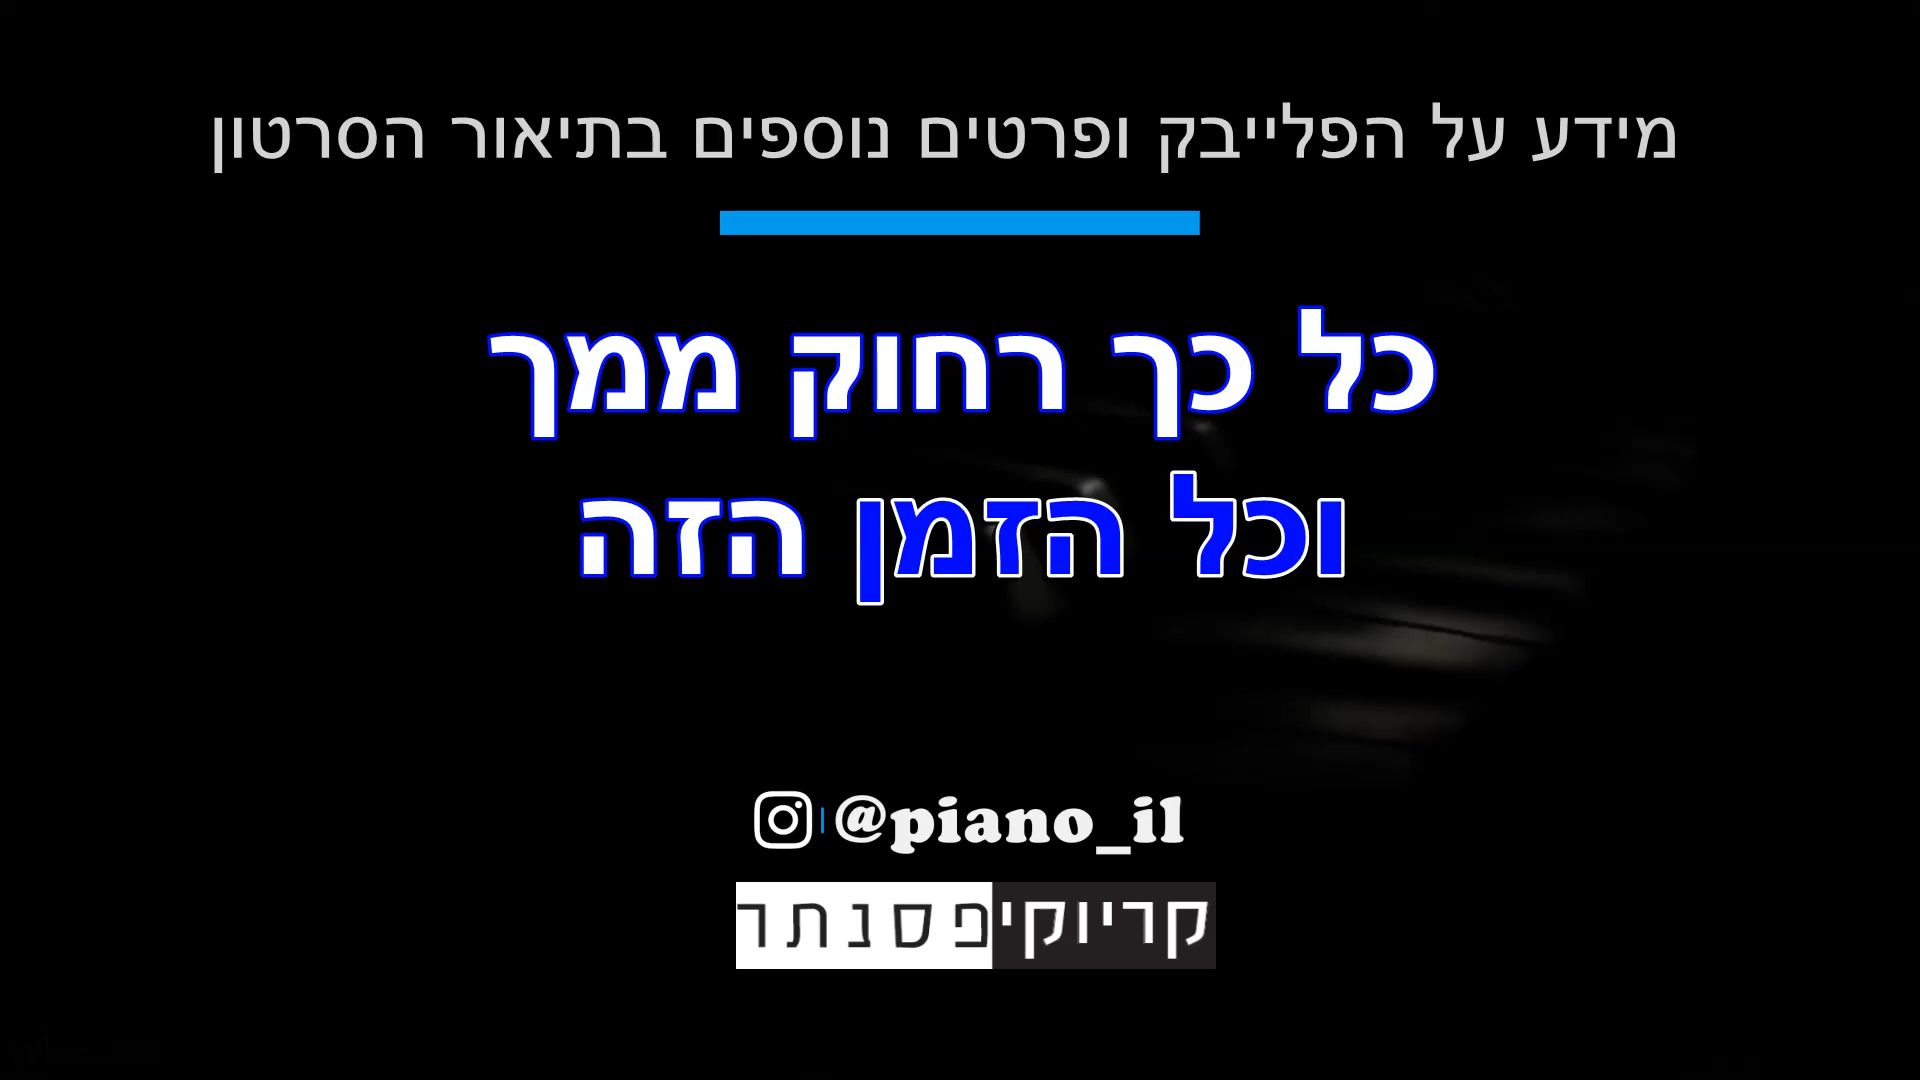 מידע על הפלייבק ופרטים נוספים בתיאור הסרטון
כל כך רחוק ממך
וכל הזמן הזה
@piano_il
קריוקיפסנתר